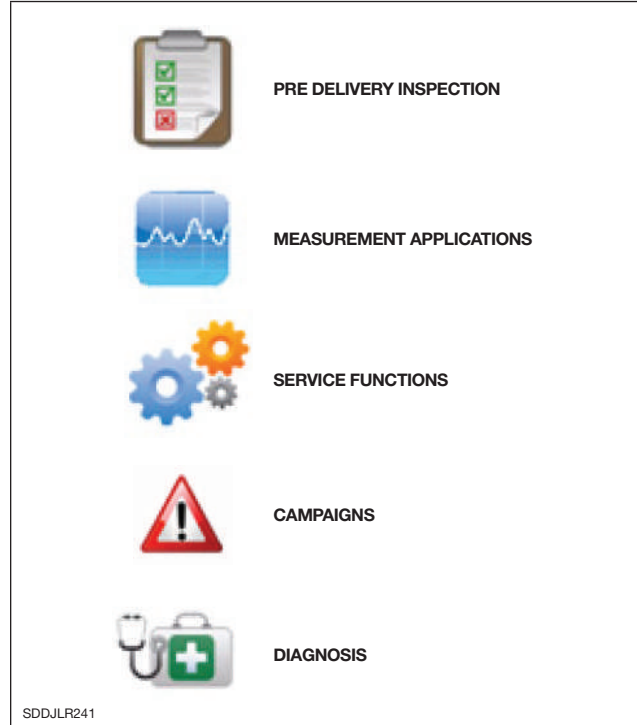 PRE DELIVERY INSPECTION
MEASUREMENT APPLICATIONS
SERVICE FUNCTIONS
CAMPAIGNS
DIAGNOSIS
SDDJLR241